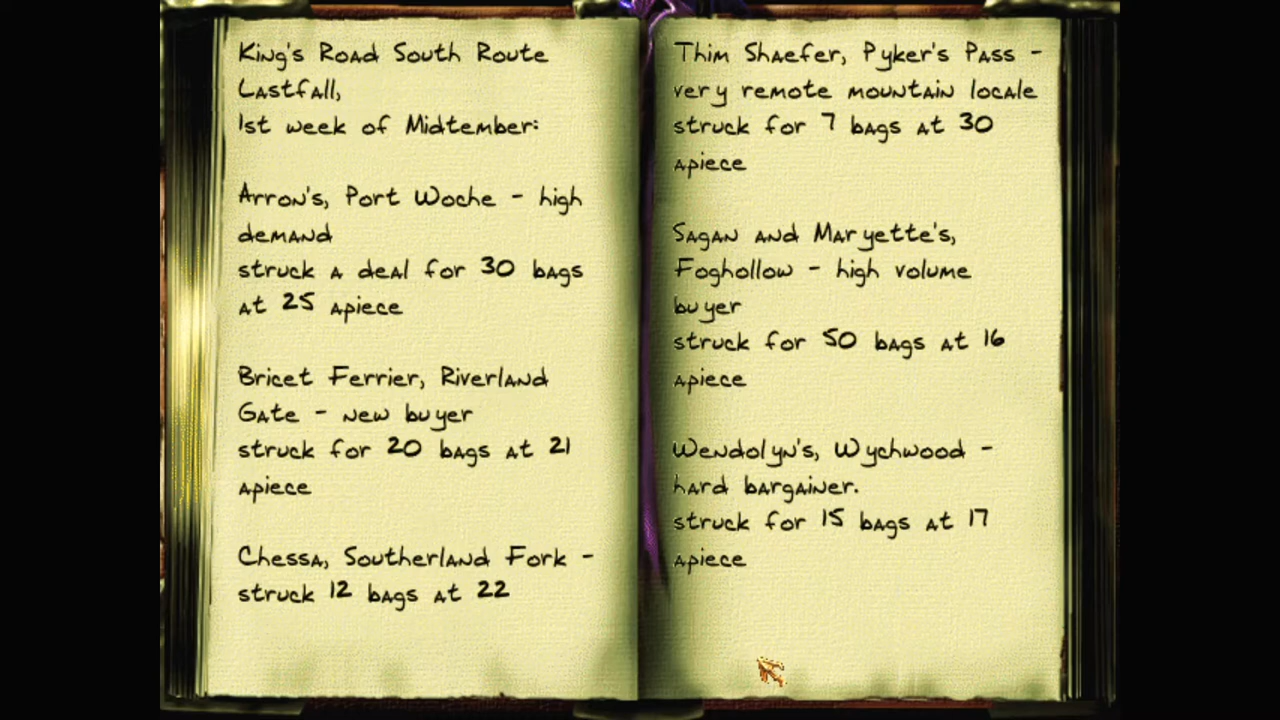 King's Road South Route
Lastfall,
1st week of Midtember:
Arron's, Port Woche - high
demand
struck a deal for 30 bags
at 25 apiece
Bricet Ferrier, Riverland
Gate - new buyer
struck for 20 bags at 21
apiece
Chessa, Southerland Fork -
struck 12 bags at 22
Thim Shaefer, Pyker's Pass -
very remote mountain locale
struck for 7 bags at 30
apiece
Sagan and Maryette's,
Foghollow - high volume
buyer
struck for 50 bags at 16
apiece
Wendolyn's, Wychwood -
hard bargainer.
struck for 15 bags at 17
apiece